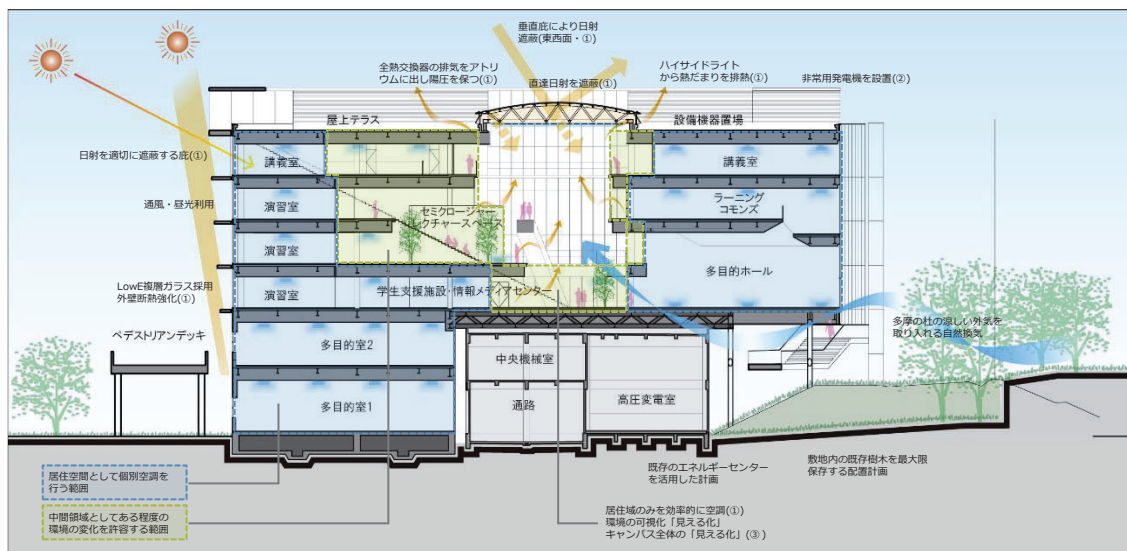 垂直庇により日射
遮蔽(東西面・①)
全熱交換器の排気をアトリ
ウムに出し陽圧を保つ(①)
直達日射を遮蔽(①)
ハイサイドライト
から熱だまりを排熱(①)
非常用発電機を設置(②)
屋上テラス
設備機器置場
日射を適切に遮蔽する庇(①)
講義室
講義室
通風・昼光利用
演習室
セミクロージャー
レクチャースペース
ラーニング
コモンズ
演習室
多目的ホール
LowE複層ガラス採用
外壁断熱強化(①)
演習室
学生支援施設・情報メディアセンター
ペデストリアンデッキ
多摩の杜の涼しい外気を
取り入れる自然換気
多目的室2
中央機械室
多目的室1
通路
高圧変電室
居住空間として個別空調を
行う範囲
既存のエネルギーセンター
を活用した計画
敷地内の既存樹木を最大限
保存する配置計画
中間領域としてある程度の
環境の変化を許容する範囲
居住域のみを効率的に空調(①)
環境の可視化「見える化」
キャンパス全体の「見える化」(③)